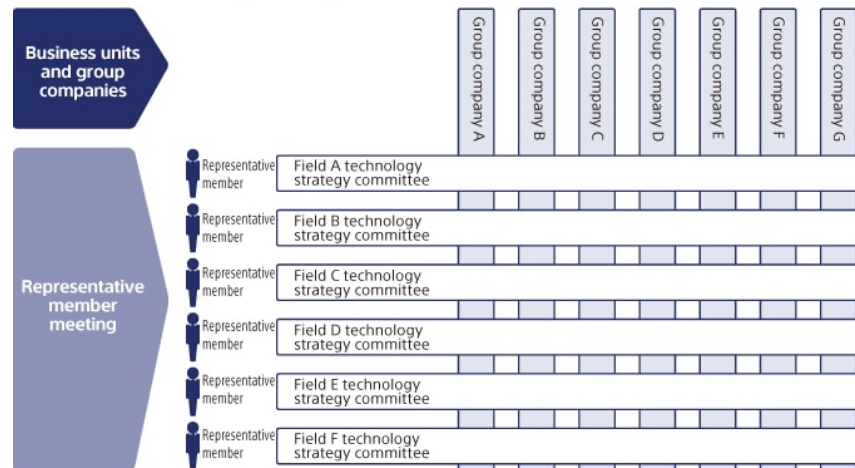 Business units
and group
companies
Group company A
Group company B
Group company C
Group company D
Group company E
Group company F
Group company G
Representative
member
meeting
Representative
member
Field A technology
strategy committee
Representative
member
Field B technology
strategy committee
Representative
member
Field C technology
strategy committee
Representative
member
Field D technology
strategy committee
Representative
member
Field E technology
strategy committee
Representative
member
Field F technology
strategy committee